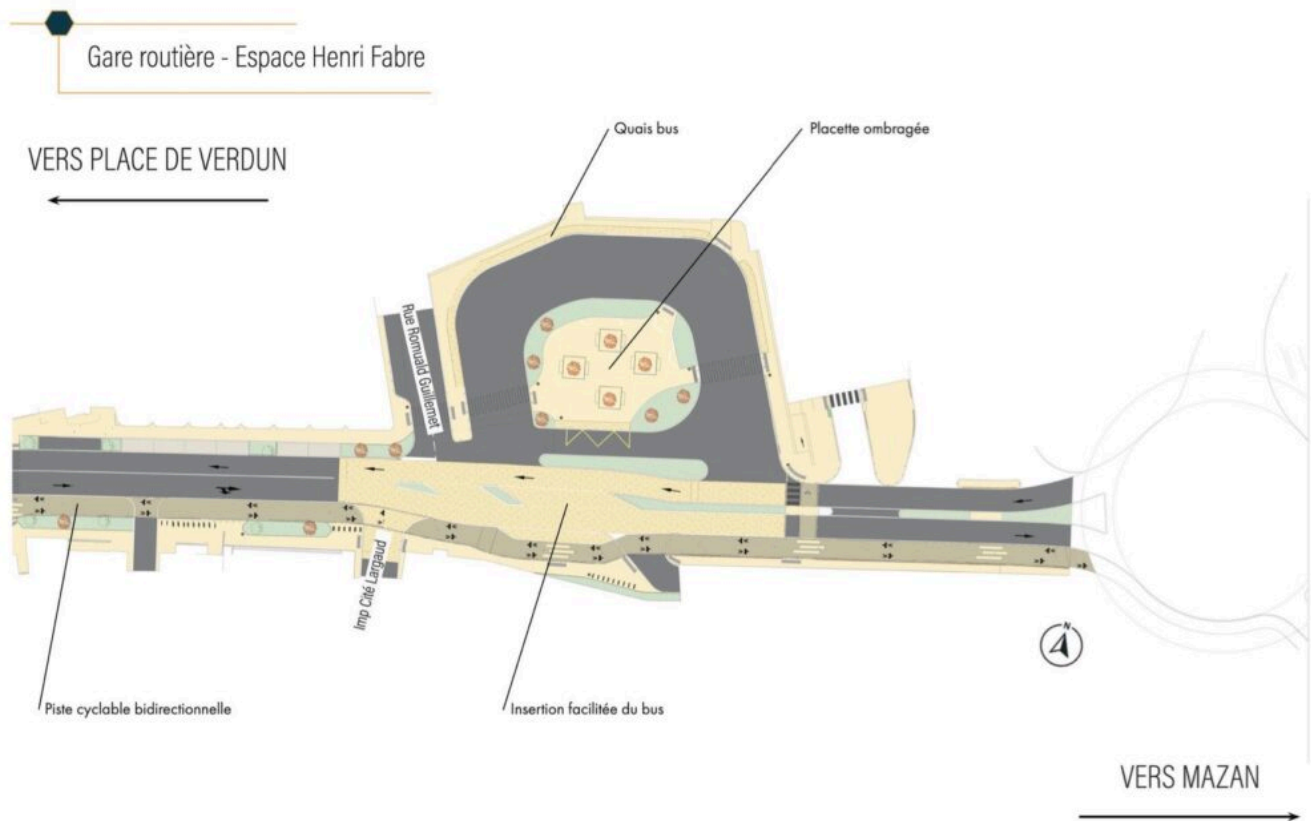 Gare routière - Espace Henri Fabre
VERS PLACE DE VERDUN
Quais bus
Placette ombragée
Rue Romuald Guillemet
Imp Cité Largaud
N
Piste cyclable bidirectionnelle
Insertion facilitée du bus
VERS MAZAN